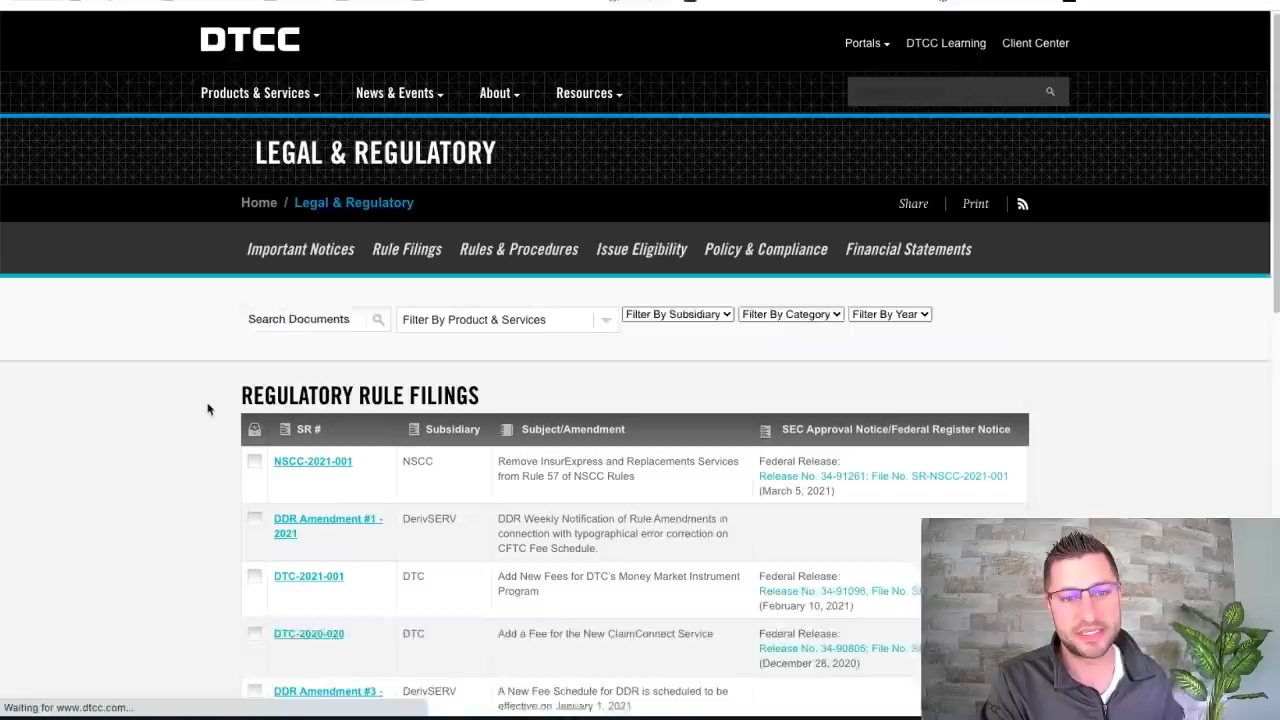 DTCC
Portals
DTCC Learning
Client Center
Products & Services
News & Events
About
Resources
LEGAL & REGULATORY
Home / Legal & Regulatory
Share
Print
Important Notices
Rule Filings
Rules & Procedures
Issue Eligibility
Policy & Compliance
Financial Statements
Search Documents
Filter By Product & Services
Filter By Subsidiary
Filter By Category
Filter By Year
REGULATORY RULE FILINGS
SR #
Subsidiary
Subject/Amendment
SEC Approval Notice/Federal Register Notice
NSCC-2021-001
NSCC
Remove InsurExpress and Replacements Services
from Rule 57 of NSCC Rules
Federal Release:
Release No. 34-91261; File No. SR-NSCC-2021-001
(March 5, 2021)
DDR Amendment #1 -
2021
DerivSERV
DDR Weekly Notification of Rule Amendments in
connection with typographical error correction on
CFTC Fee Schedule.
DTC-2021-001
DTC
Add New Fees for DTC's Money Market Instrument
Program
Federal Release:
Release No. 34-91098, File No.
(February 10, 2021)
DTC-2020-020
DTC
Add a Fee for the New ClaimConnect Service
Federal Release:
Release No. 34-90805; File No.
(December 28, 2020)
DDR Amendment #3 -
DerivSERV
A New Fee Schedule for DDR is scheduled to be
effective on January 1, 2021
Waiting for www.dtcc.com...